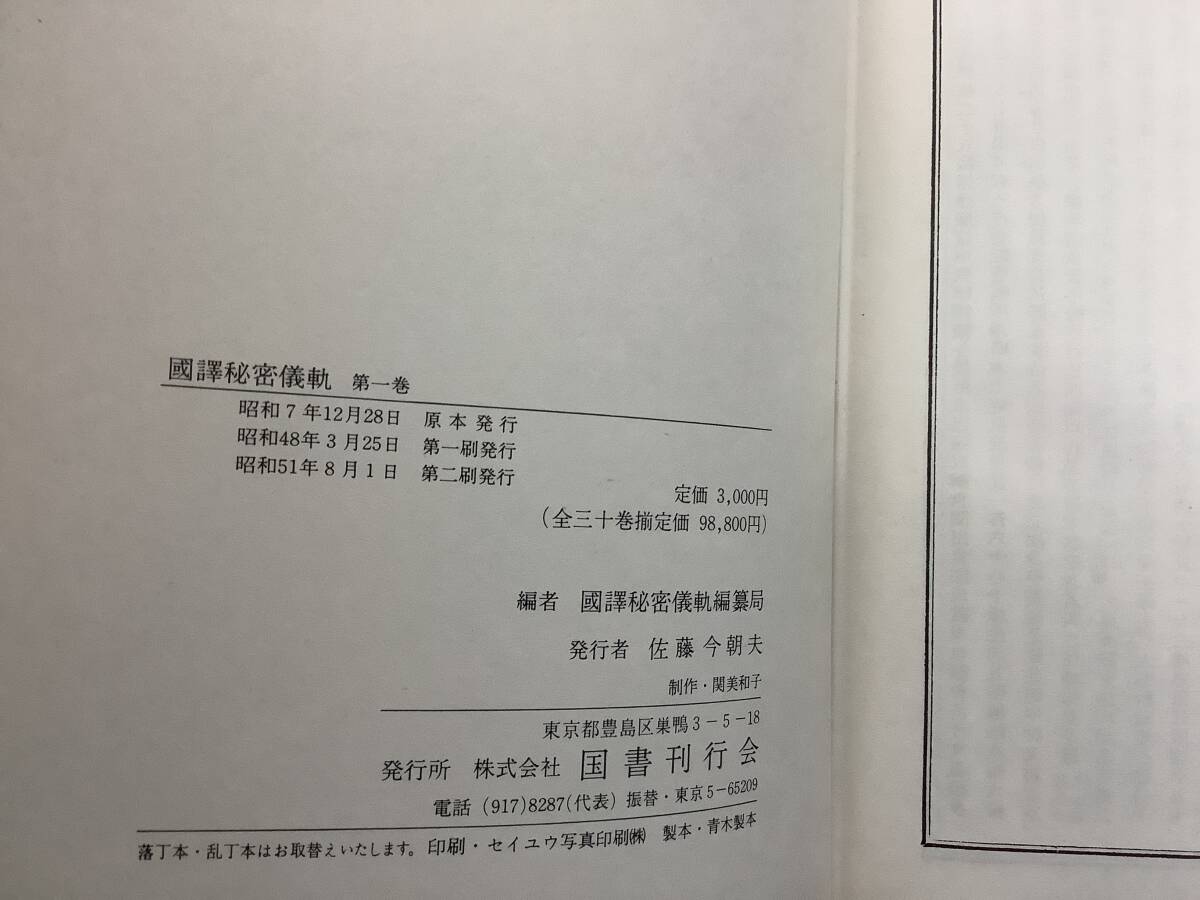 國譯秘密儀軌 第一巻
昭和7年12月28日 原本発行
昭和48年3月25日 第一刷発行
昭和51年8月1日 第二刷発行
定価 3,000円
(全三十巻揃定価 98,800円)
編者 國譯秘密儀軌編纂局
発行者 佐藤今朝夫
制作・関美和子
東京都豊島区巣鴨3-5-18
発行所 株式会社 国書刊行会
電話 (917)8287(代表) 振替・東京5-65209
落丁本・乱丁本はお取替えいたします。 印刷・セイユウ写真印刷㈱ 製本・青木製本